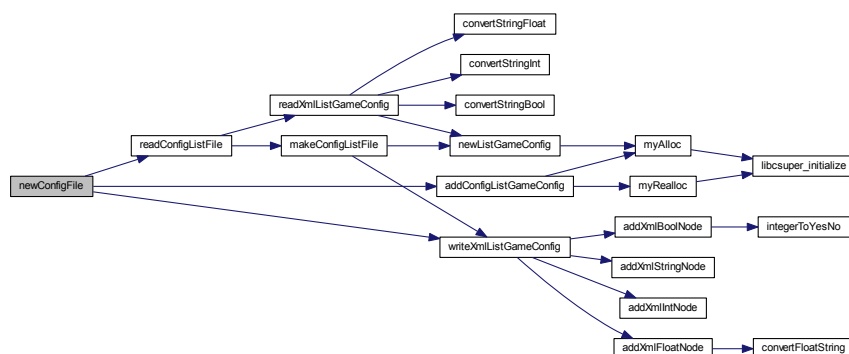 convertStringFloat
convertStringInt
readXmlListGameConfig
convertStringBool
readConfigListFile
makeConfigListFile
newListGameConfig
myAlloc
libcsuper_initialize
newConfigFile
addConfigListGameConfig
myRealloc
addXmlBoolNode
integerToYesNo
writeXmlListGameConfig
addXmlStringNode
addXmlIntNode
addXmlFloatNode
convertFloatString